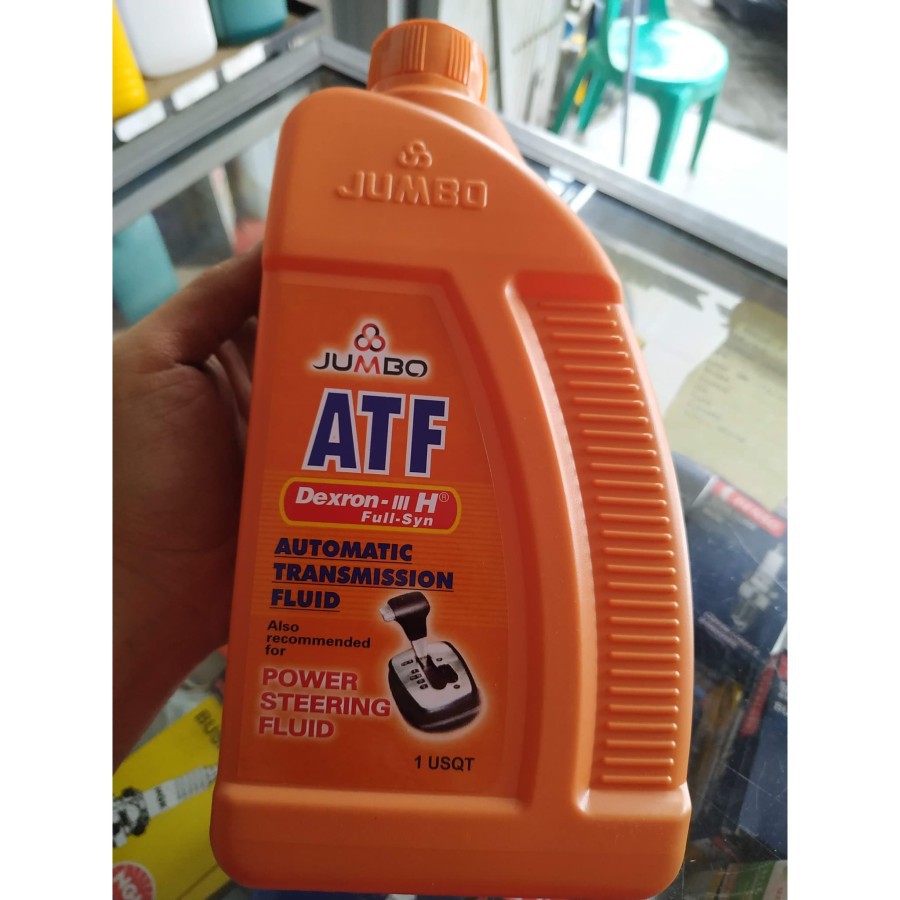 JUMBO
JUMBO
ATF
Dexron-III H®
Full-Syn
AUTOMATIC
TRANSMISSION
FLUID
Also
recommended
for
POWER
STEERING
FLUID
1 USQT